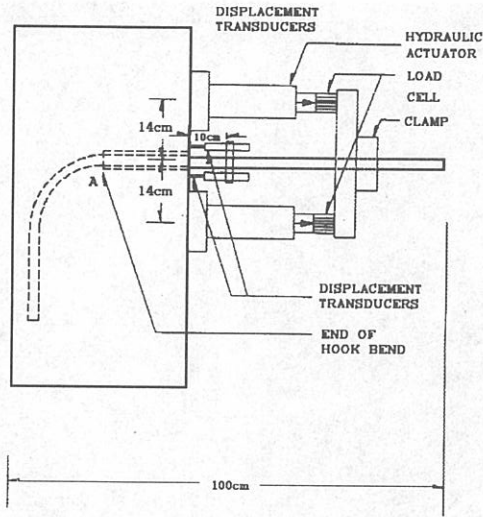 DISPLACEMENT
TRANSDUCERS
HYDRAULIC
ACTUATOR
LOAD
CELL
CLAMP
14cm
10cm
A
14cm
DISPLACEMENT
TRANSDUCERS
END OF
HOOK BEND
100cm